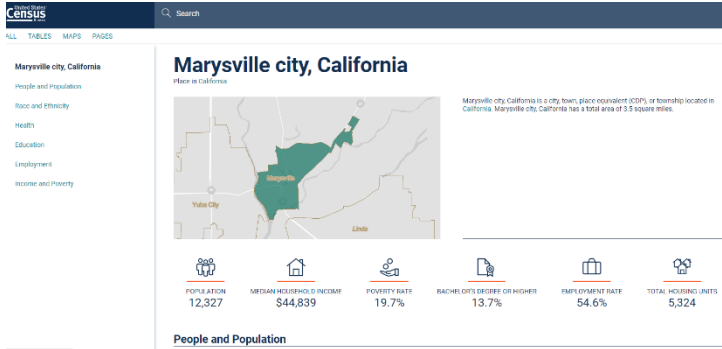 United States®
Census
Bureau
Search
ALL TABLES MAPS PAGES
Marysville city, California
People and Population
Race and Ethnicity
Health
Education
Employment
Income and Poverty
Marysville city, California
Place in California
Marysville city, California is a city, town, place equivalent (CDP), or township located in
California. Marysville city, California has a total area of 3.5 square miles.
Marysville
Yuba City
Linda
POPULATION
12,327
MEDIAN HOUSEHOLD INCOME
$44,839
POVERTY RATE
19.7%
BACHELOR'S DEGREE OR HIGHER
13.7%
EMPLOYMENT RATE
54.6%
TOTAL HOUSING UNITS
5,324
People and Population